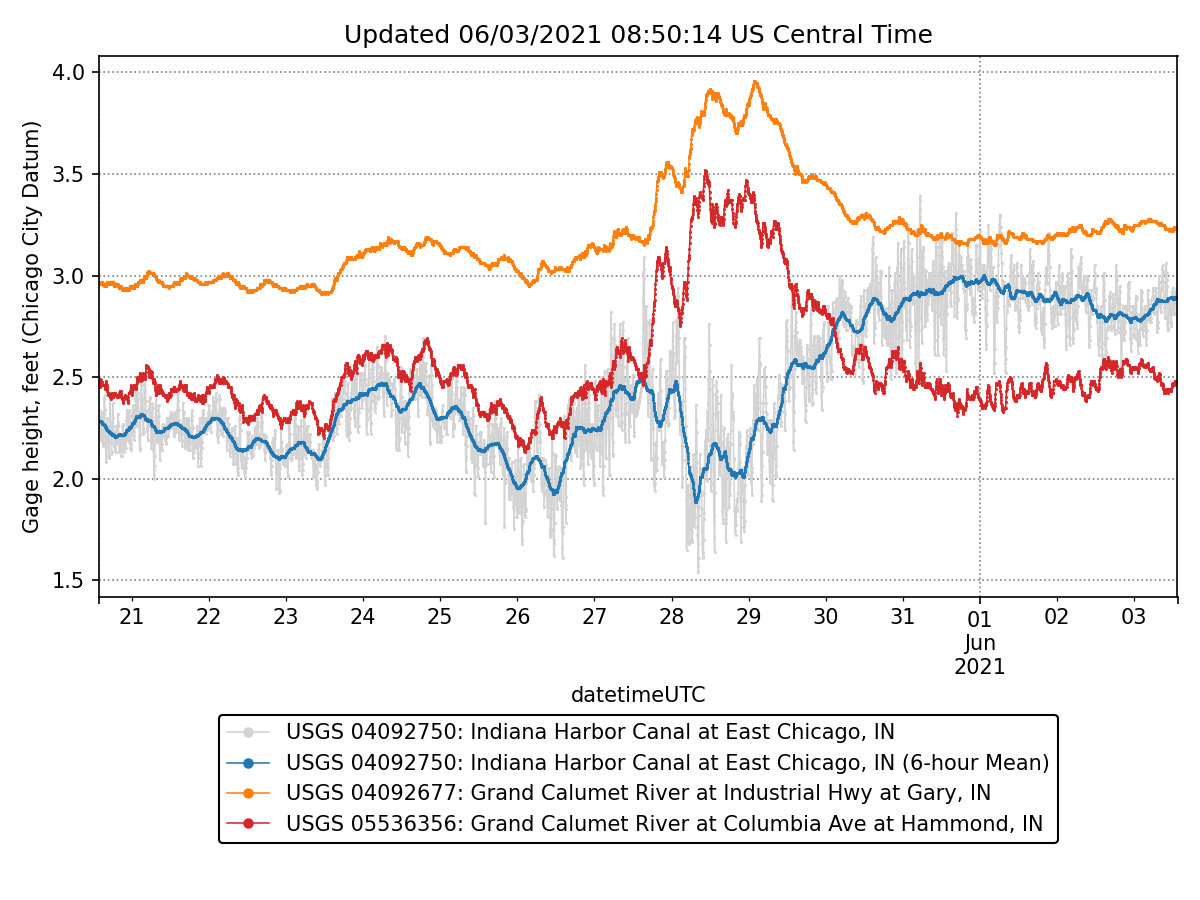 Updated 06/03/2021 08:50:14 US Central Time
Gage height, feet (Chicago City Datum)
4.0
3.5
3.0
2.5
2.0
1.5
21 22 23 24 25 26 27 28 29 30 31 01 02 03
Jun
2021
datetimeUTC
USGS 04092750: Indiana Harbor Canal at East Chicago, IN
USGS 04092750: Indiana Harbor Canal at East Chicago, IN (6-hour Mean)
USGS 04092677: Grand Calumet River at Industrial Hwy at Gary, IN
USGS 05536356: Grand Calumet River at Columbia Ave at Hammond, IN